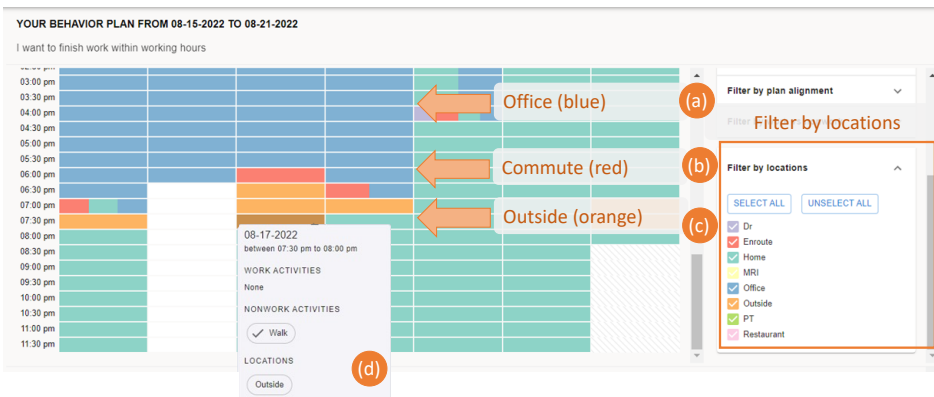 YOUR BEHAVIOR PLAN FROM 08-15-2022 TO 08-21-2022
I want to finish work within working hours
03:00 pm
03:30 pm
04:00 pm
04:30 pm
05:00 pm
05:30 pm
06:00 pm
06:30 pm
07:00 pm
07:30 pm
08:00 pm
08:30 pm
09:00 pm
09:30 pm
10:00 pm
10:30 pm
11:00 pm
11:30 pm
Office (blue)
Commute (red)
Outside (orange)
08-17-2022
between 07:30 pm to 08:00 pm
WORK ACTIVITIES
None
NONWORK ACTIVITIES
Walk
LOCATIONS
Outside
(d)
(a)
Filter by plan alignment
Filter by locations
(b)
Filter by locations
SELECT ALL UNSELECT ALL
(c)
Dr
Enroute
Home
MRI
Office
Outside
PT
Restaurant